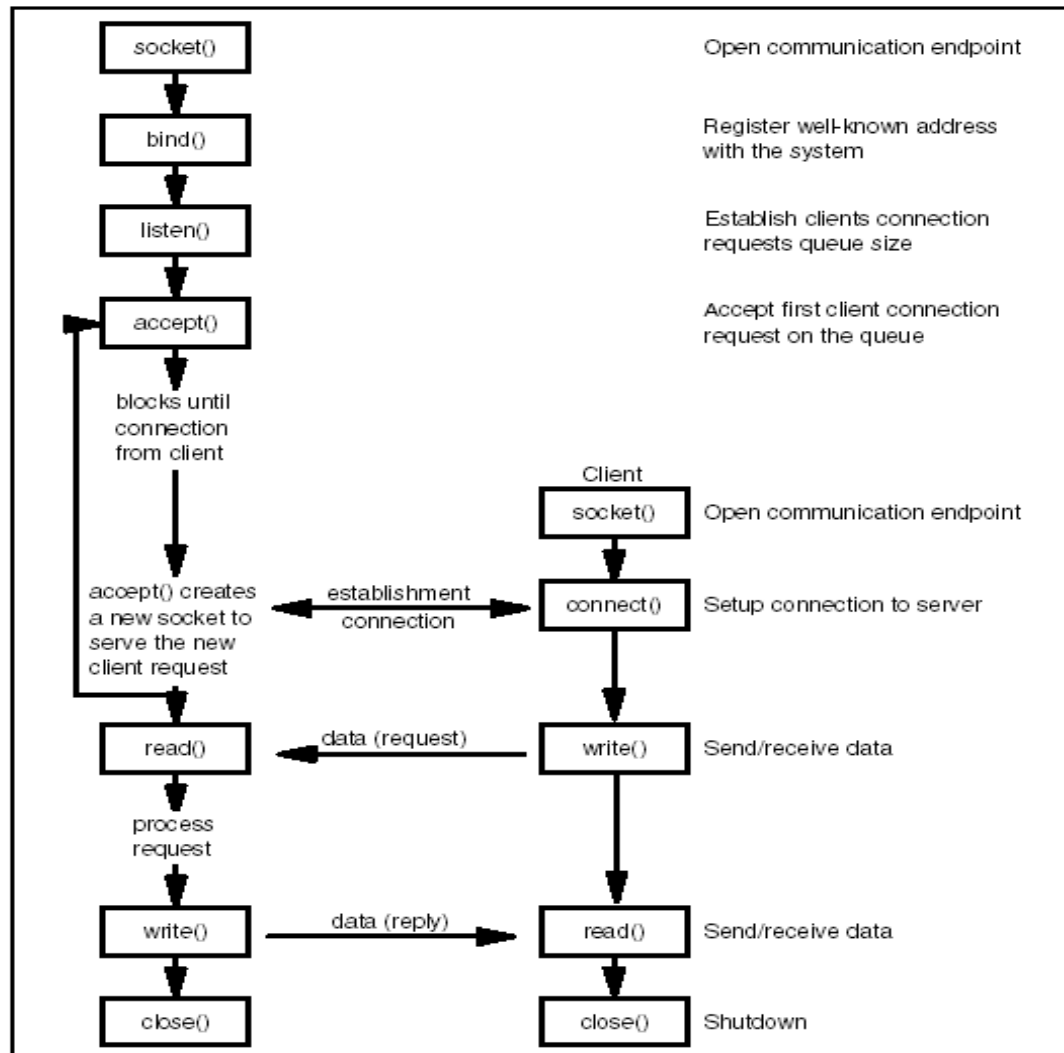 socket()
Open communication endpoint
bind()
Register well-known address
with the system
listen()
Establish clients connection
requests queue size
accept()
Accept first client connection
request on the queue
blocks until
connection
from client
Client
socket()
Open communication endpoint
accept() creates
a new socket to
serve the new
client request
establishment
connection
connect()
Setup connection to server
read()
data (request)
write()
Send/receive data
process
request
write()
data (reply)
read()
Send/receive data
close()
close()
Shutdown